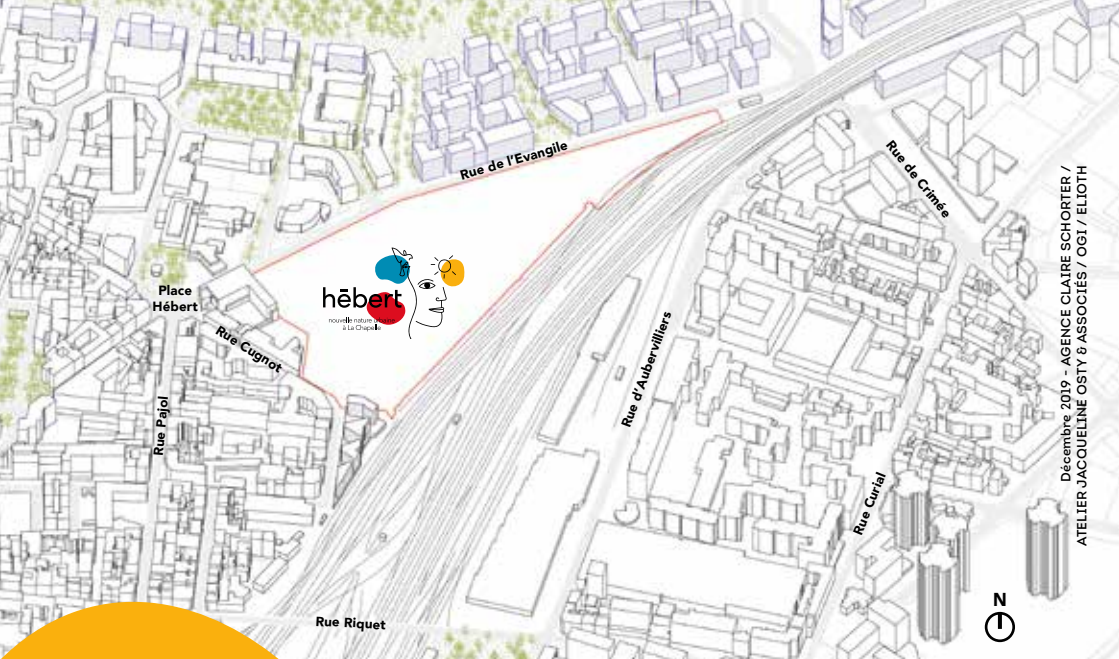 Rue de l'Evangile
Rue de Crimée
Place
Hébert
hēbert
nouvelle nature urbaine
à La Chapelle
Rue Cugnot
Rue Pajol
Rue d'Aubervilliers
Rue Curial
Rue Riquet
N
Décembre 2019 - AGENCE CLAIRE SCHORTER /
ATELIER JACQUELINE OSTY & ASSOCIÉS / OGI / ELIOTH